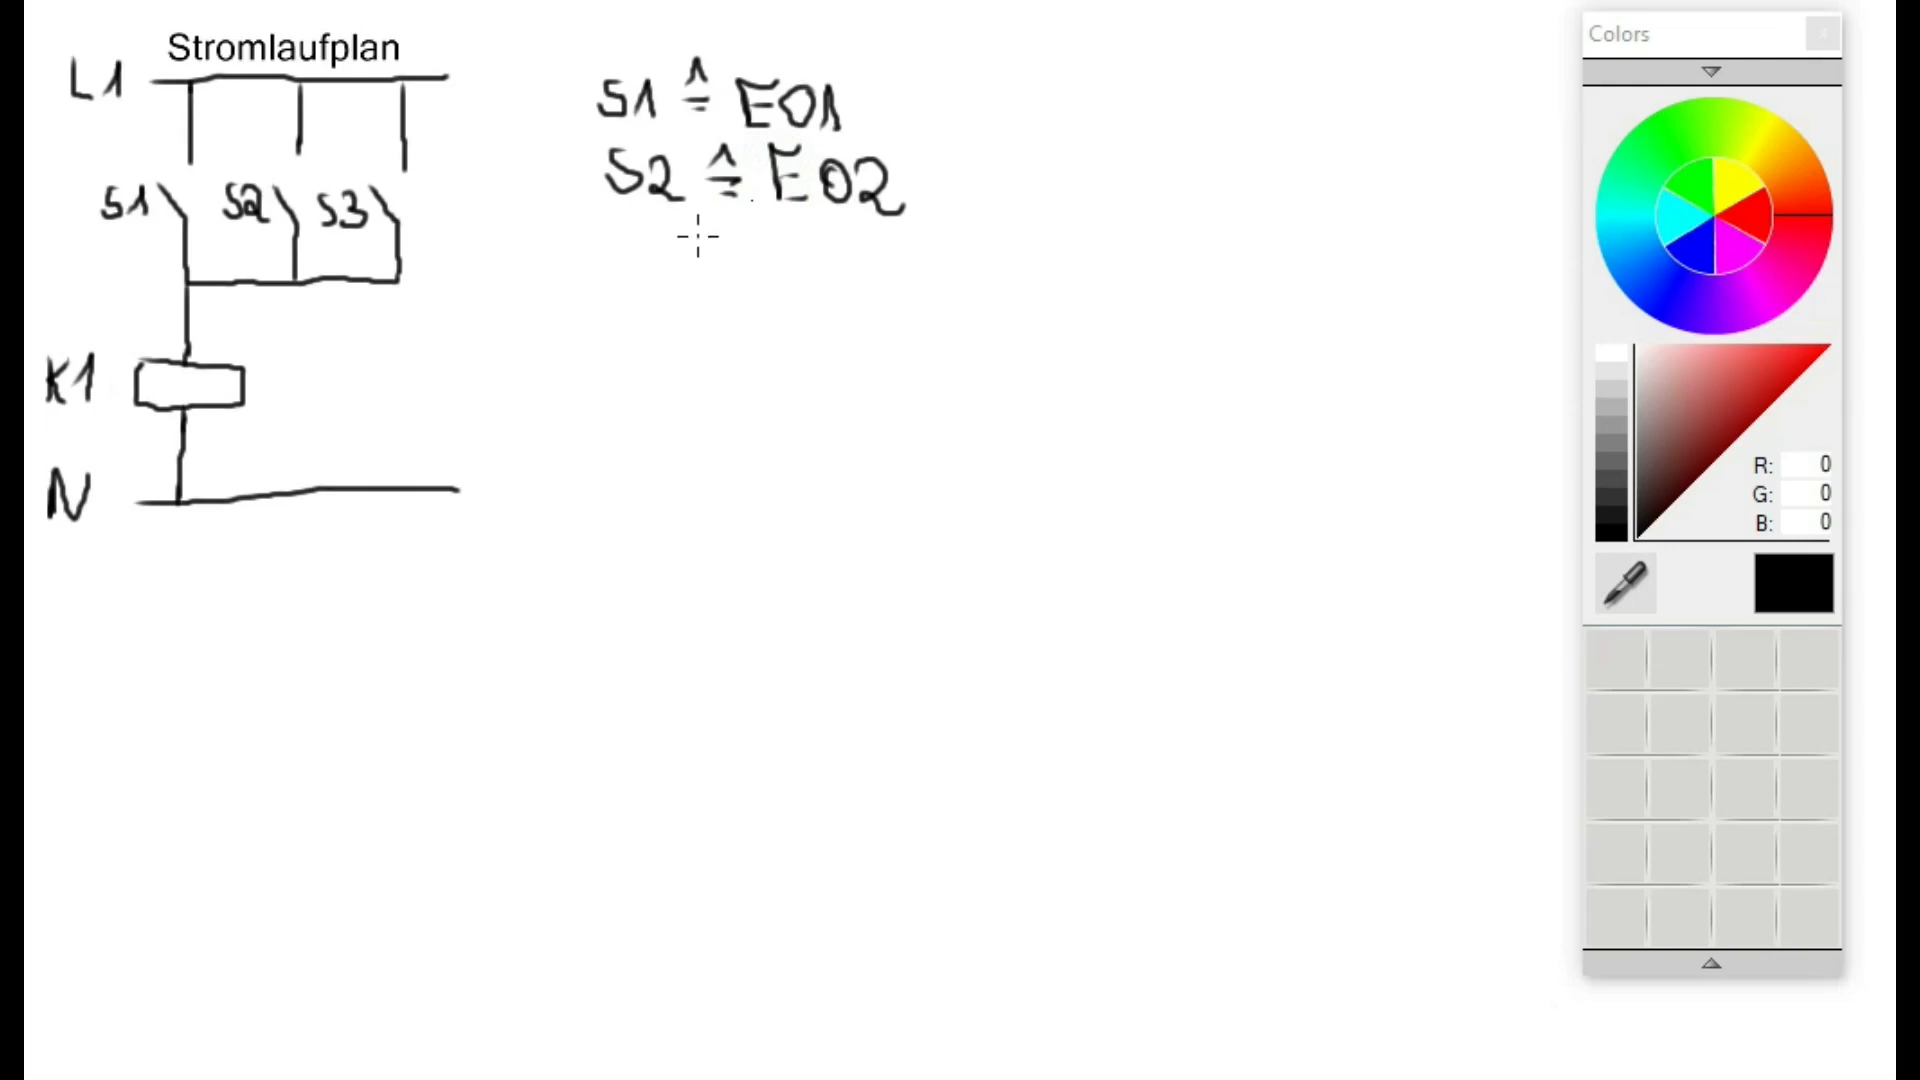 Stromlaufplan
L1
S1 S2 S3
K1
N
S1 ≙ E01
S2 ≙ E02
Colors
R: 0
G: 0
B: 0